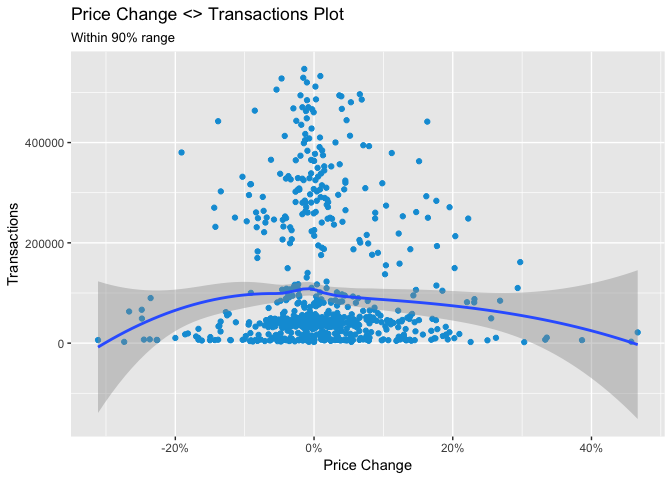 Price Change <> Transactions Plot
Within 90% range
Transactions
400000
200000
0
-20%
0%
20%
40%
Price Change